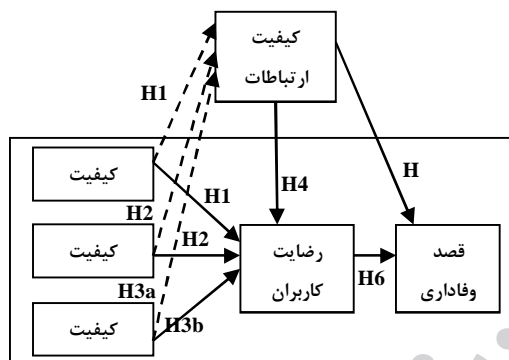 کیفیت
ارتباطات
H1
کیفیت
H1
H4
H
H2
کیفیت
H2
رضایت
کاربران
H6
قصد
وفاداری
H3a
کیفیت
H3b